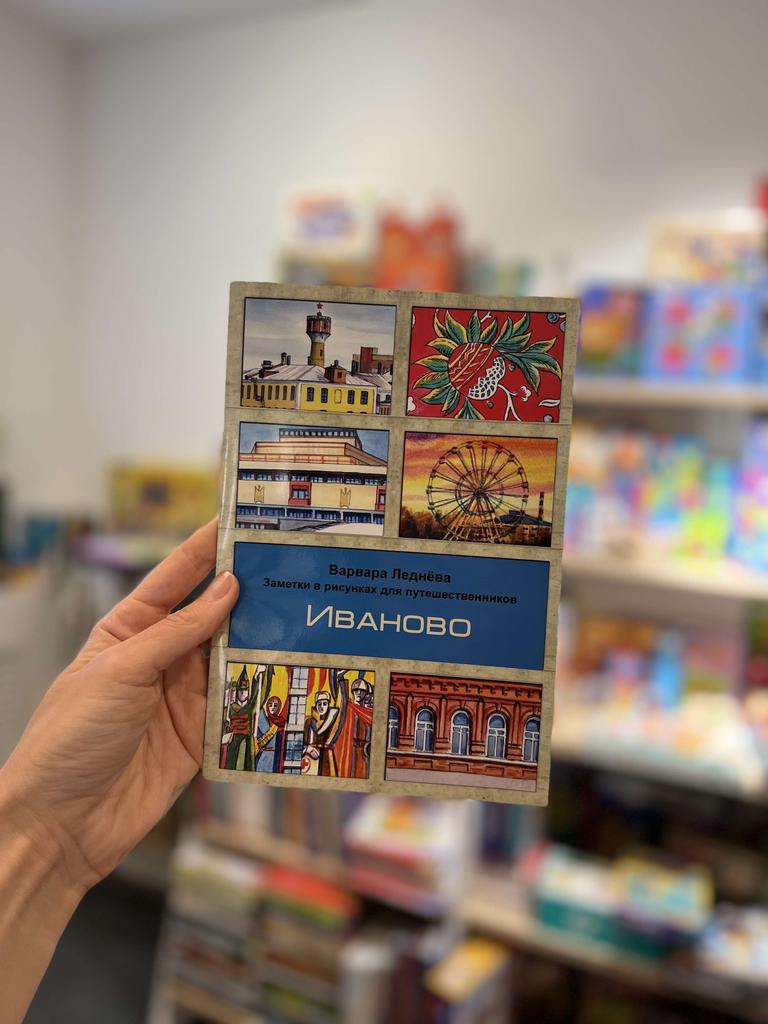 Варвара Леднёва
Заметки в рисунках для путешественников
Иваново